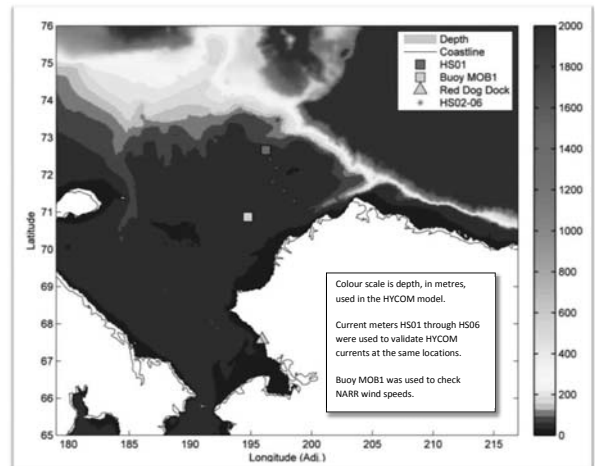 76
75
74
73
72
71
70
69
68
67
66
65
Latitude
180
185
190
195
200
205
210
215
Longitude (Adj.)
Depth
Coastline
HS01
Buoy MOB1
Red Dog Dock
HS02-06
Colour scale is depth, in metres,
used in the HYCOM model.
Current meters HS01 through HS06
were used to validate HYCOM
currents at the same locations.
Buoy MOB1 was used to check
NARR wind speeds.
2000
1800
1600
1400
1200
1000
800
600
400
200
0